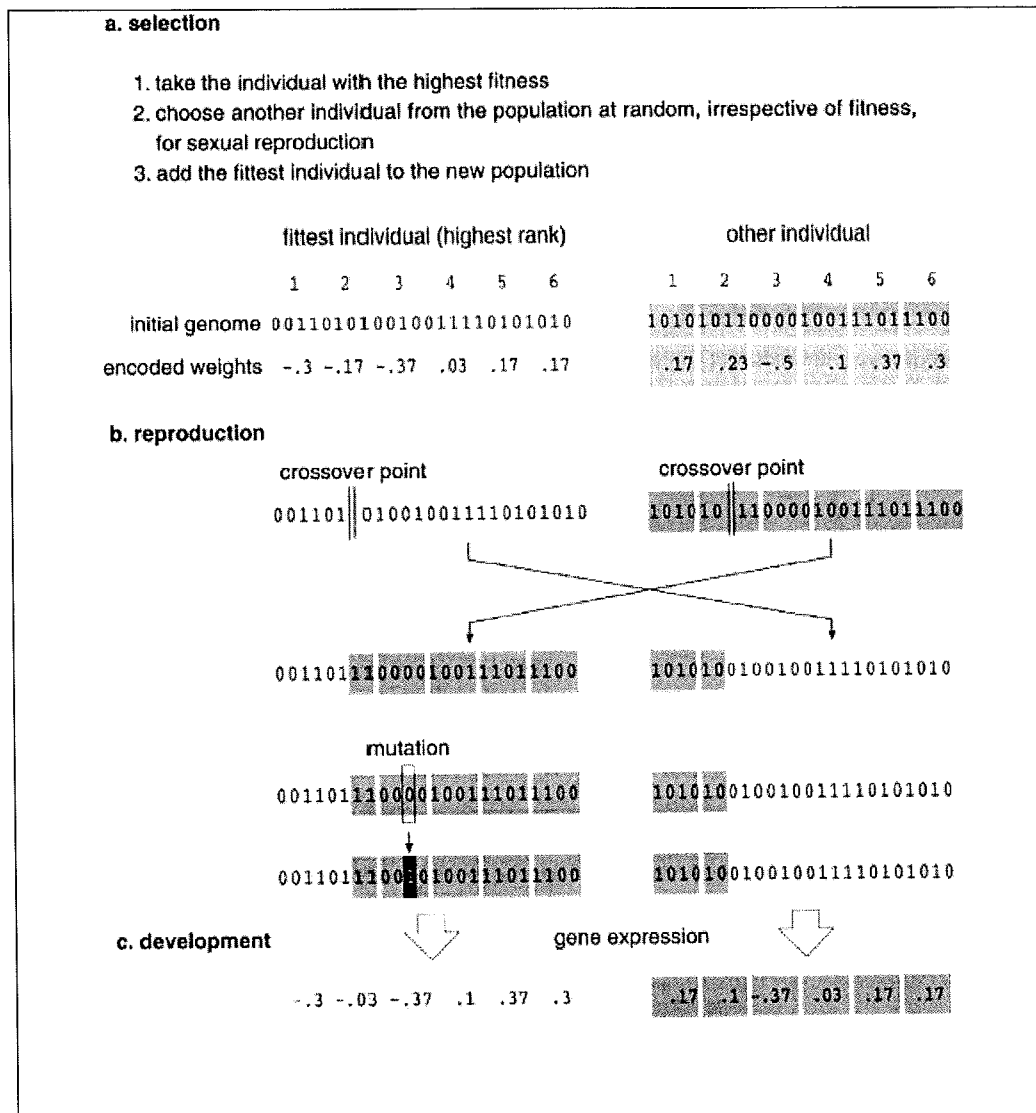 a. selection
1. take the individual with the highest fitness
2. choose another individual from the population at random, irrespective of fitness,
for sexual reproduction
3. add the fittest individual to the new population
fittest individual (highest rank) other individual
1 2 3 4 5 6 1 2 3 4 5 6
initial genome 001101010010011110101010 101010110000100111011100
encoded weights -.3 -.17 -.37 .03 .17 .17 .17 .23 -.5 .1 .37 .3
b. reproduction
crossover point crossover point
001101 010010011110101010 101010 110000100111011100
001101110000100111011100 101010010010011110101010
mutation
001101110000100111011100 101010010010011110101010
001101110010100111011100 101010010010011110101010
c. development gene expression
-.3 -.03 -.37 .1 .37 .3 .17 .1 -.37 .03 .17 .17